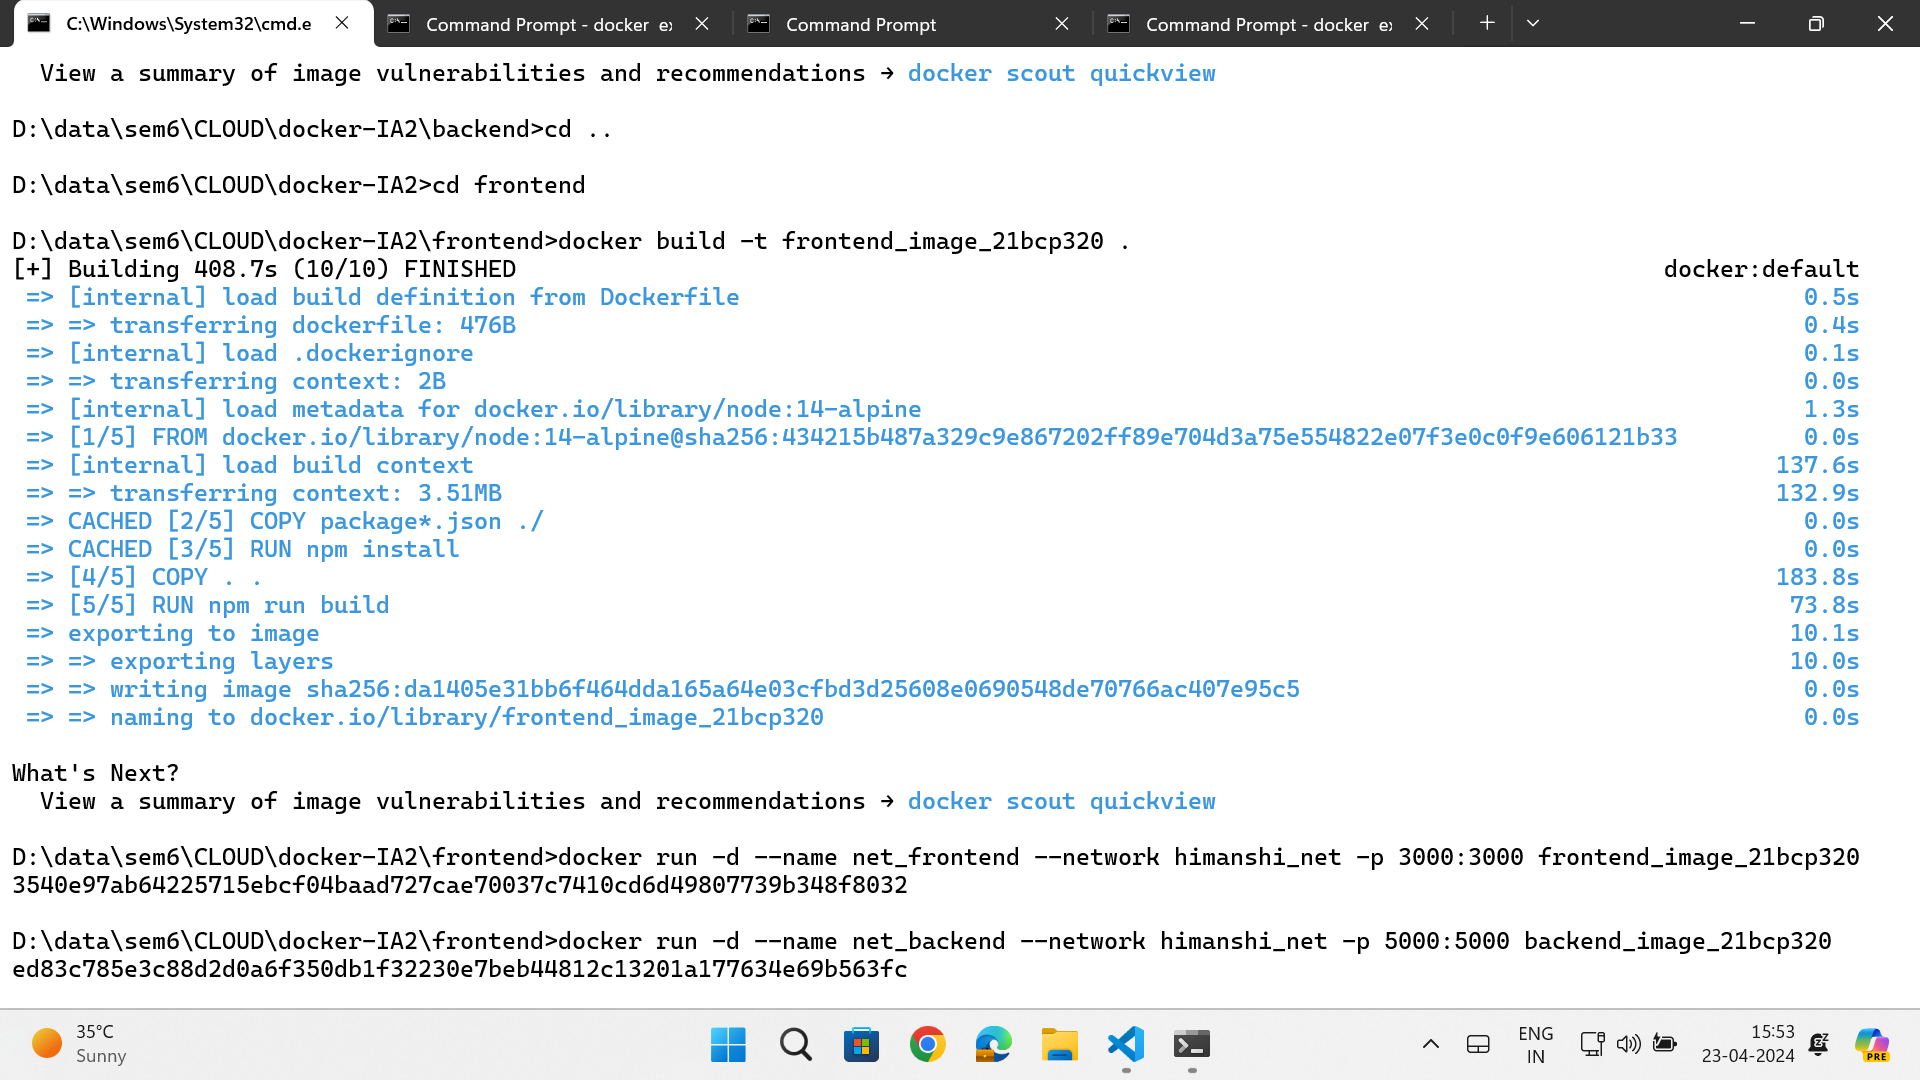 C:\Windows\System32\cmd.e
Command Prompt - docker ex
Command Prompt
Command Prompt - docker ex
View a summary of image vulnerabilities and recommendations → docker scout quickview
D:\data\sem6\CLOUD\docker-IA2\backend>cd ..
D:\data\sem6\CLOUD\docker-IA2>cd frontend
D:\data\sem6\CLOUD\docker-IA2\frontend>docker build -t frontend_image_21bcp320 .
[+] Building 408.7s (10/10) FINISHED docker:default
=> [internal] load build definition from Dockerfile 0.5s
=> => transferring dockerfile: 476B 0.4s
=> [internal] load .dockerignore 0.1s
=> => transferring context: 2B 0.0s
=> [internal] load metadata for docker.io/library/node:14-alpine 1.3s
=> [1/5] FROM docker.io/library/node:14-alpine@sha256:434215b487a329c9e867202ff89e704d3a75e554822e07f3e0c0f9e606121b33 0.0s
=> [internal] load build context 137.6s
=> => transferring context: 3.51MB 132.9s
=> CACHED [2/5] COPY package*.json ./ 0.0s
=> CACHED [3/5] RUN npm install 0.0s
=> [4/5] COPY . . 183.8s
=> [5/5] RUN npm run build 73.8s
=> exporting to image 10.1s
=> => exporting layers 10.0s
=> => writing image sha256:da1405e31bb6f464dda165a64e03cfbd3d25608e0690548de70766ac407e95c5 0.0s
=> => naming to docker.io/library/frontend_image_21bcp320 0.0s
What's Next?
View a summary of image vulnerabilities and recommendations → docker scout quickview
D:\data\sem6\CLOUD\docker-IA2\frontend>docker run -d --name net_frontend --network himanshi_net -p 3000:3000 frontend_image_21bcp320
3540e97ab64225715ebcf04baad727cae70037c7410cd6d49807739b348f8032
D:\data\sem6\CLOUD\docker-IA2\frontend>docker run -d --name net_backend --network himanshi_net -p 5000:5000 backend_image_21bcp320
ed83c785e3c88d2d0a6f350db1f32230e7beb44812c13201a177634e69b563fc
35°C
Sunny
ENG
IN
15:53
23-04-2024
PRE